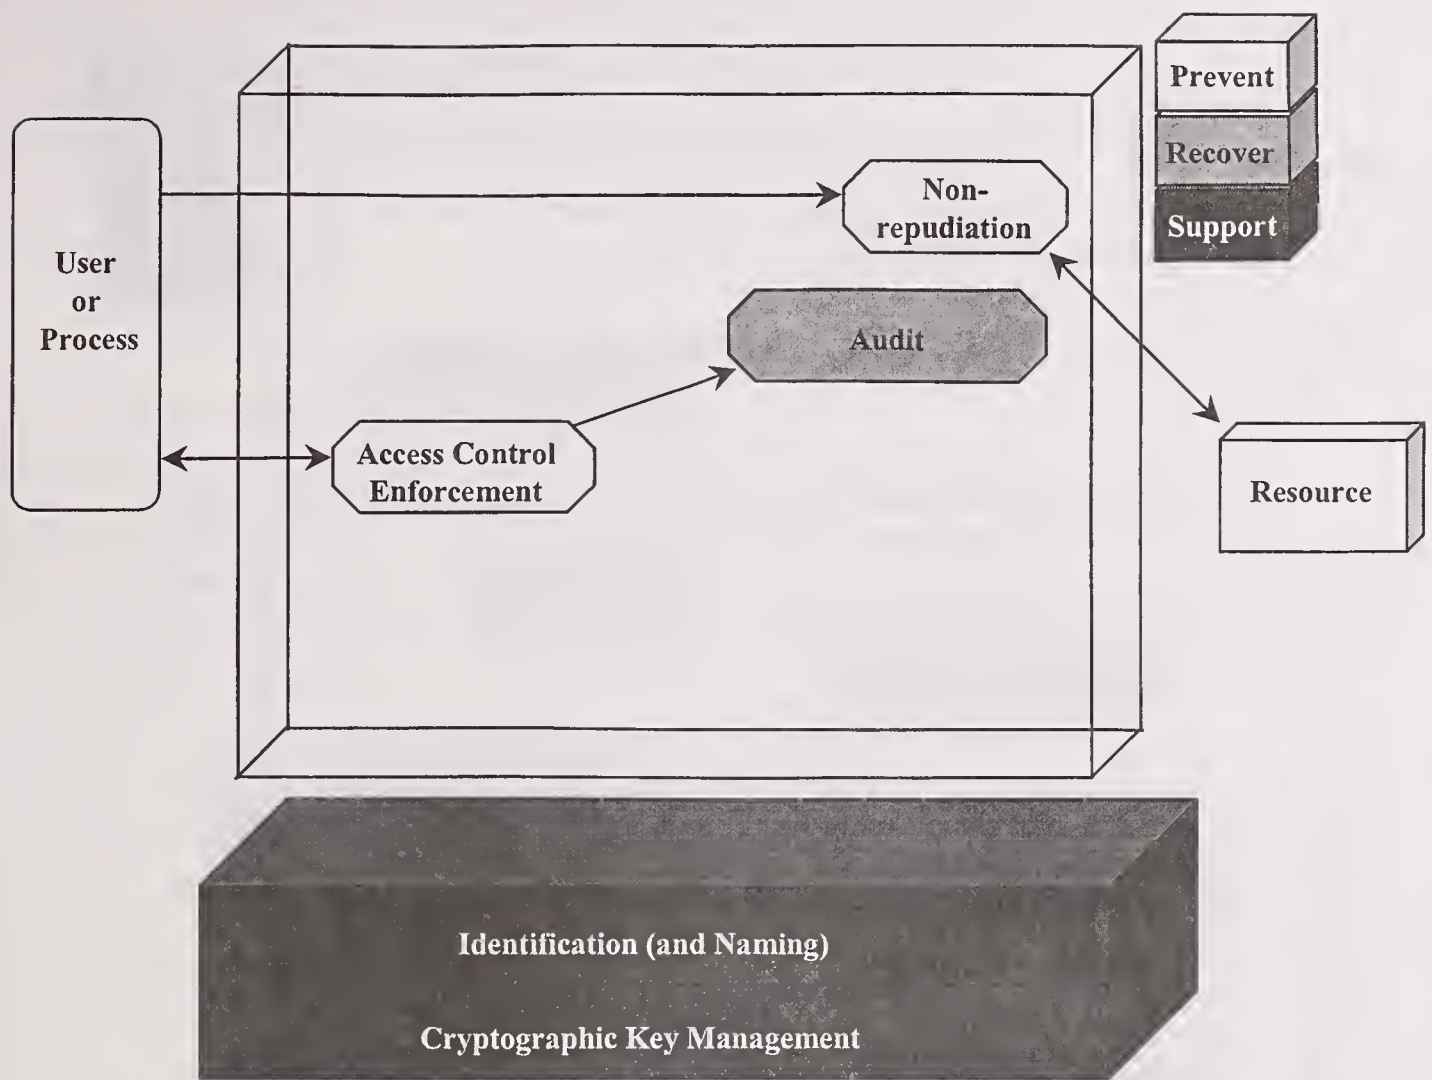 Prevent
Recover
Support
Non-
repudiation
User
or
Process
Audit
Access Control
Enforcement
Resource
Identification (and Naming)
Cryptographic Key Management